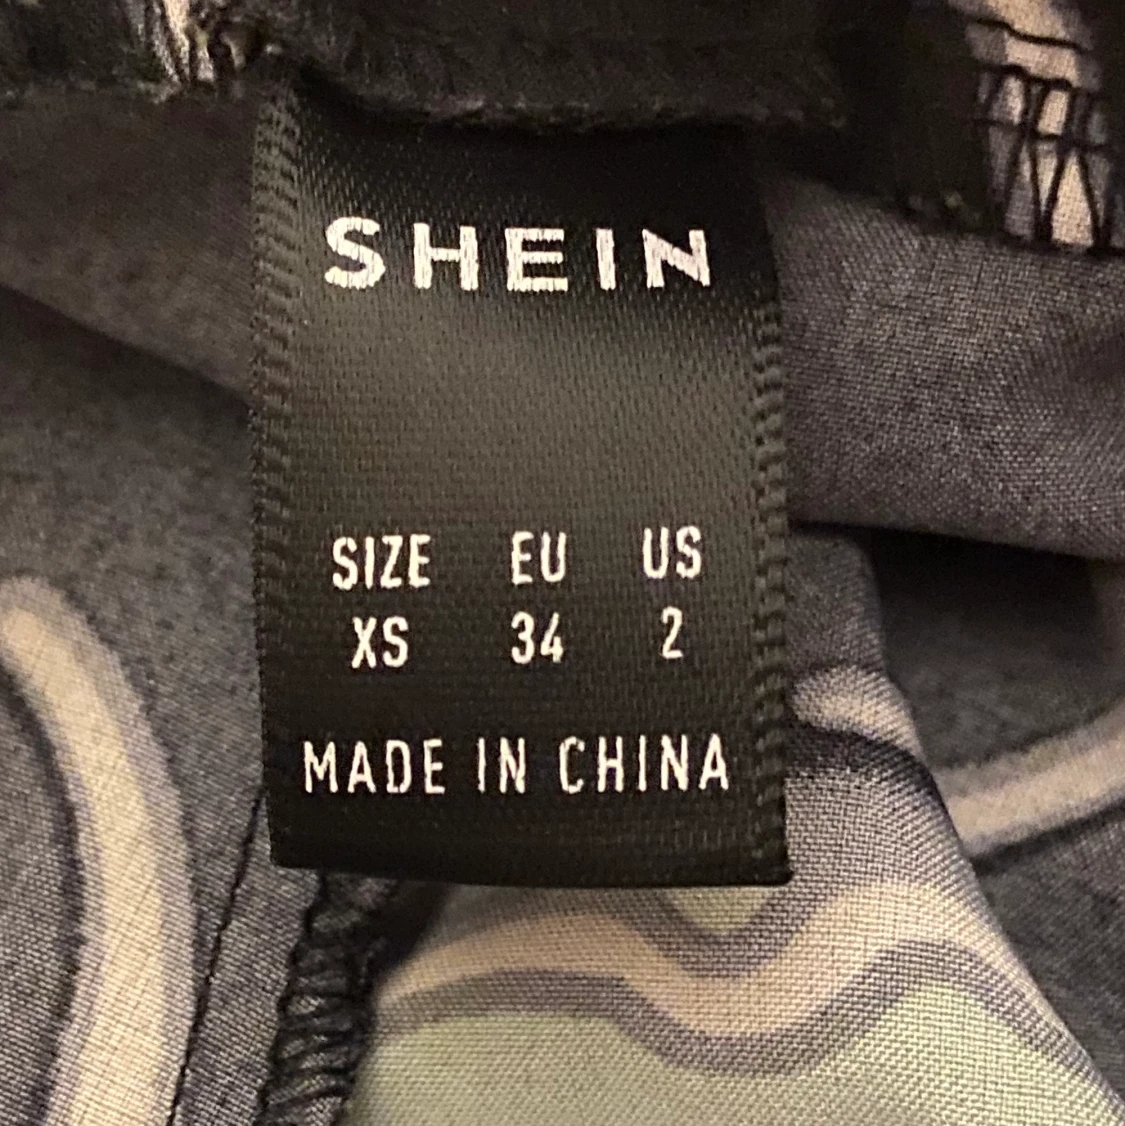 SHEIN
SIZE EU US
XS 34 2
MADE IN CHINA